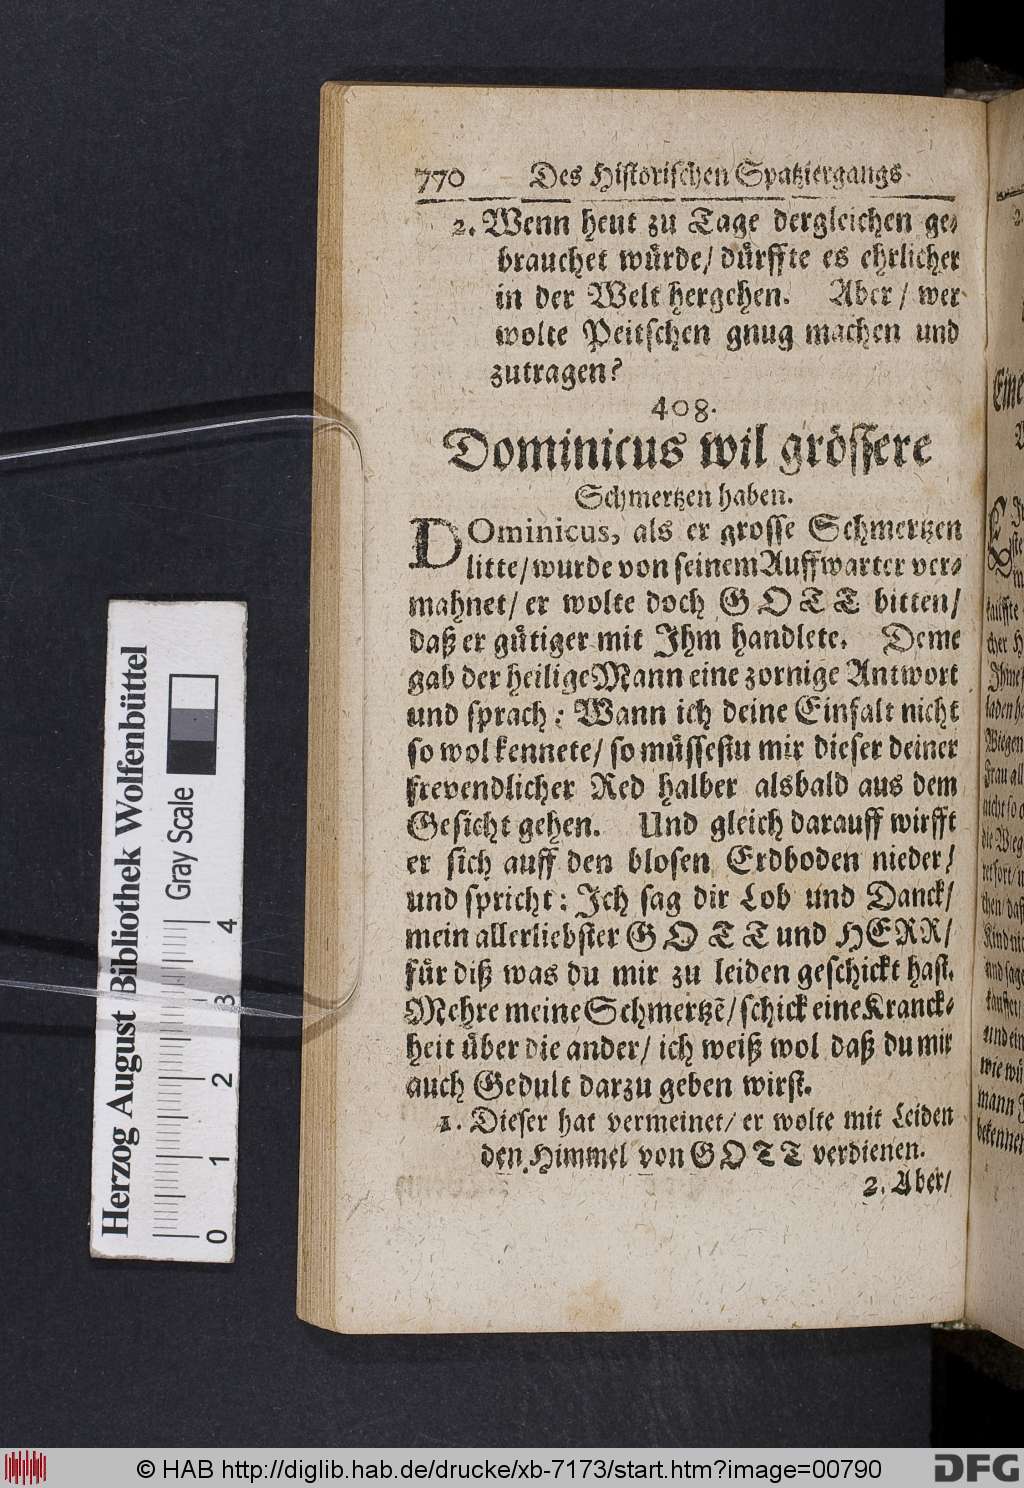 770 Des Historischen Spatziergangs
2. Wenn heut zu Tage dergleichen ge-
brauchet würde/ dürffte es ehrlicher
in der Welt hergehen. Aber/ wer
wolte Peitschen gnug machen und
zutragen?
408.
Dominicus wil grössere
Schmertzen haben.
DOminicus, als er grosse Schmertzen
litte/ wurde von seinem Auffwarter ver-
mahnet/ er wolte doch GOTT bitten/
daß er gütiger mit Ihm handlete. Deme
gab der heilige Mann eine zornige Antwort
und sprach: Wann ich deine Einfalt nicht
so wol kennete/ so müssestu mir dieser deiner
frevendlicher Red halber alsbald aus dem
Gesicht gehen. Und gleich darauff wirfft
er sich auff den blosen Erdboden nieder/
und spricht: Ich sag dir Lob und Danck/
mein allerliebster GOTT und HERR/
für diß was du mir zu leiden geschickt hast.
Mehre meine Schmertzẽ/ schick eine Kranck-
heit über die ander/ ich weiß wol daß du mir
auch Gedult darzu geben wirst.
1. Dieser hat vermeinet/ er wolte mit Leiden
den Himmel von GOTT verdienen.
2. Aber/
Herzog August Bibliothek Wolfenbüttel
Gray Scale
0 1 2 3 4
© HAB http://diglib.hab.de/drucke/xb-7173/start.htm?image=00790
DFG